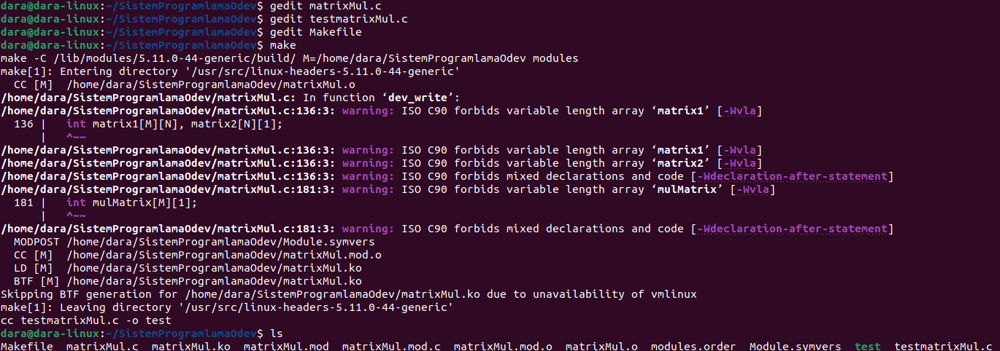 dara@dara-linux:~/SistemProgramlamaOdev$ gedit matrixMul.c
dara@dara-linux:~/SistemProgramlamaOdev$ gedit testmatrixMul.c
dara@dara-linux:~/SistemProgramlamaOdev$ gedit Makefile
dara@dara-linux:~/SistemProgramlamaOdev$ make
make -C /lib/modules/5.11.0-44-generic/build/ M=/home/dara/SistemProgramlamaOdev modules
make[1]: Entering directory '/usr/src/linux-headers-5.11.0-44-generic'
  CC [M]  /home/dara/SistemProgramlamaOdev/matrixMul.o
/home/dara/SistemProgramlamaOdev/matrixMul.c: In function ‘dev_write’:
/home/dara/SistemProgramlamaOdev/matrixMul.c:136:3: warning: ISO C90 forbids variable length array ‘matrix1’ [-Wvla]
  136 |   int matrix1[M][N], matrix2[N][1];
      |   ^~~
/home/dara/SistemProgramlamaOdev/matrixMul.c:136:3: warning: ISO C90 forbids variable length array ‘matrix1’ [-Wvla]
/home/dara/SistemProgramlamaOdev/matrixMul.c:136:3: warning: ISO C90 forbids variable length array ‘matrix2’ [-Wvla]
/home/dara/SistemProgramlamaOdev/matrixMul.c:136:3: warning: ISO C90 forbids mixed declarations and code [-Wdeclaration-after-statement]
/home/dara/SistemProgramlamaOdev/matrixMul.c:181:3: warning: ISO C90 forbids variable length array ‘mulMatrix’ [-Wvla]
  181 |   int mulMatrix[M][1];
      |   ^~~
/home/dara/SistemProgramlamaOdev/matrixMul.c:181:3: warning: ISO C90 forbids mixed declarations and code [-Wdeclaration-after-statement]
  MODPOST /home/dara/SistemProgramlamaOdev/Module.symvers
  CC [M]  /home/dara/SistemProgramlamaOdev/matrixMul.mod.o
  LD [M]  /home/dara/SistemProgramlamaOdev/matrixMul.ko
  BTF [M] /home/dara/SistemProgramlamaOdev/matrixMul.ko
Skipping BTF generation for /home/dara/SistemProgramlamaOdev/matrixMul.ko due to unavailability of vmlinux
make[1]: Leaving directory '/usr/src/linux-headers-5.11.0-44-generic'
cc testmatrixMul.c -o test
dara@dara-linux:~/SistemProgramlamaOdev$ ls
Makefile  matrixMul.c  matrixMul.ko  matrixMul.mod  matrixMul.mod.c  matrixMul.mod.o  matrixMul.o  modules.order  Module.symvers  test  testmatrixMul.c